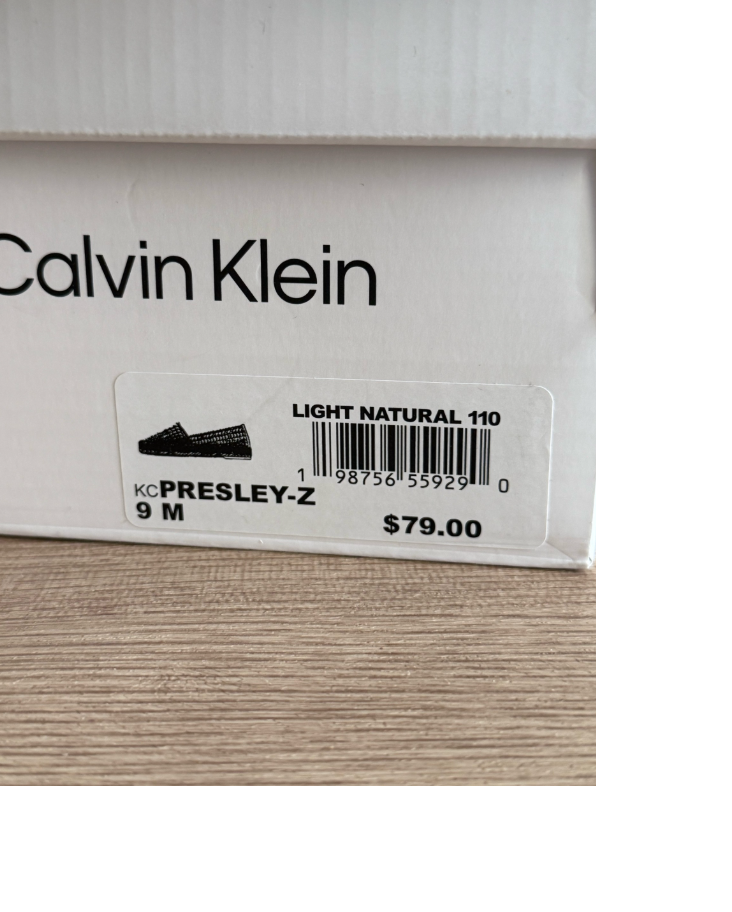 Calvin Klein
LIGHT NATURAL 110
1 98756 55929 0
KCPRESLEY-Z
9 M
$79.00